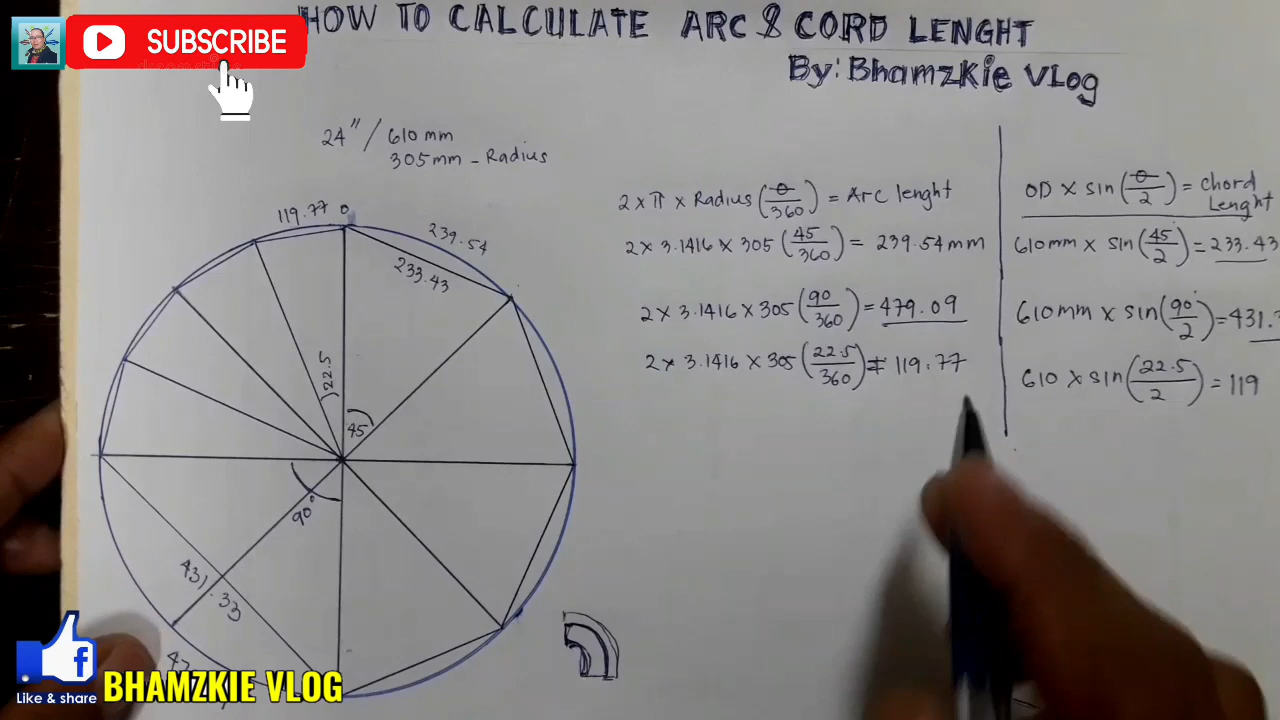 HOW TO CALCULATE ARC & CORD LENGHT
SUBSCRIBE
By: Bhamzkie VLog
24" / 610 mm
305mm - Radius
2 x π x Radius (θ/360) = Arc lenght
2 x 3.1416 x 305 (45/360) = 239.54 mm
2 x 3.1416 x 305 (90/360) = 479.09
2 x 3.1416 x 305 (22.5/360) = 119.77
OD x sin (θ/2) = Chord Lenght
610mm x sin (45/2) = 233.43
610mm x sin (90°/2) = 431.
610 x sin (22.5/2) = 119
119.77
0
239.54
233.43
22.5
45
90°
431.33
47
Like & share
BHAMZKIE VLOG